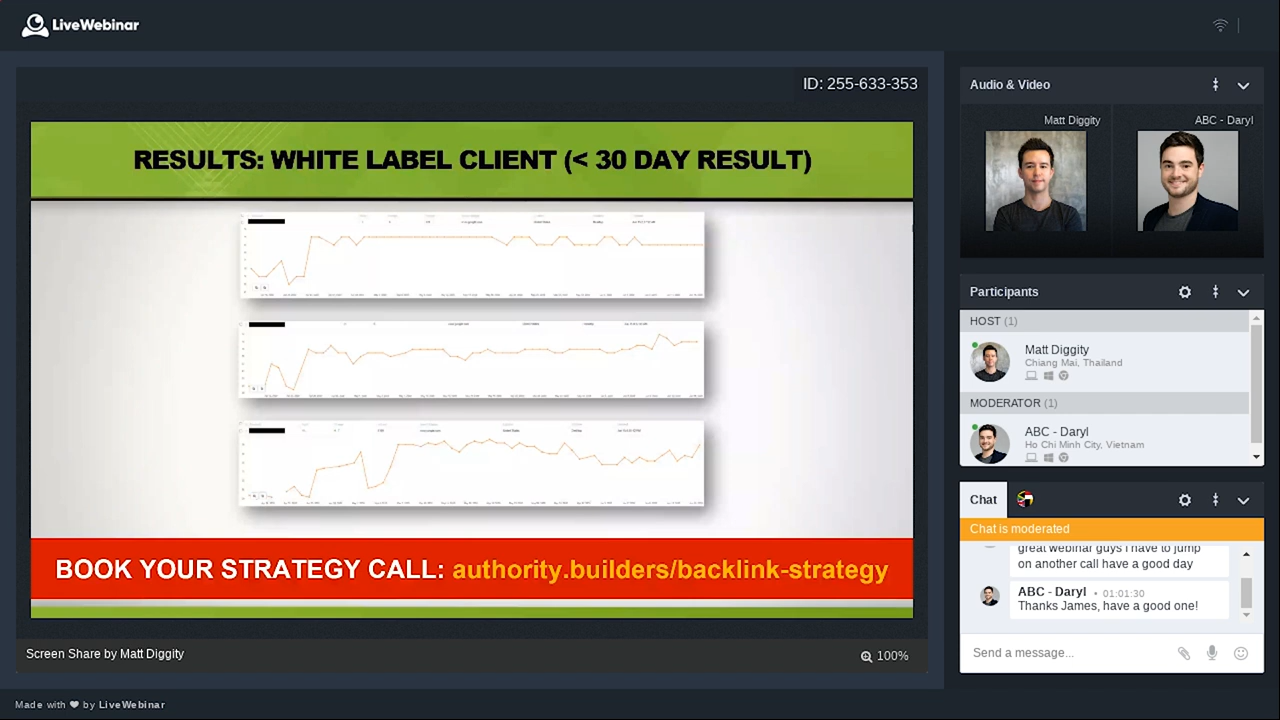 LiveWebinar
ID: 255-633-353
RESULTS: WHITE LABEL CLIENT (< 30 DAY RESULT)
BOOK YOUR STRATEGY CALL: authority.builders/backlink-strategy
Screen Share by Matt Diggity
100%
Audio & Video
Matt Diggity
ABC - Daryl
Participants
HOST (1)
Matt Diggity
Chiang Mai, Thailand
MODERATOR (1)
ABC - Daryl
Ho Chi Minh City, Vietnam
Chat
Chat is moderated
great webinar guys i have to jump
on another call have a good day
ABC - Daryl • 01:01:30
Thanks James, have a good one!
Send a message...
Made with ❤ by LiveWebinar